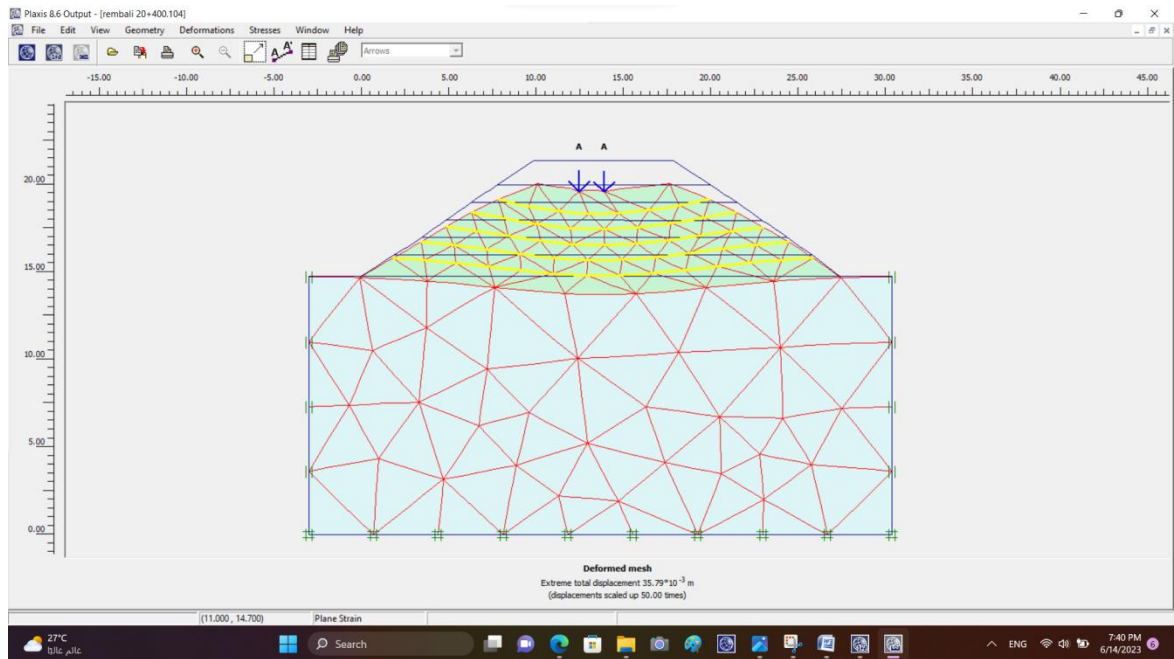 Plaxis 8.6 Output - [rembali 20+400.104]
File Edit View Geometry Deformations Stresses Window Help
Arrows
-15.00 -10.00 -5.00 0.00 5.00 10.00 15.00 20.00 25.00 30.00 35.00 40.00 45.00
A A
20.00
15.00
10.00
5.00
0.00
Deformed mesh
Extreme total displacement 35.79*10-3 m
(displacements scaled up 50.00 times)
(11.000 , 14.700) Plane Strain
27°C
غائم غالبًا
Search
ENG
7:40 PM
6/14/2023
6